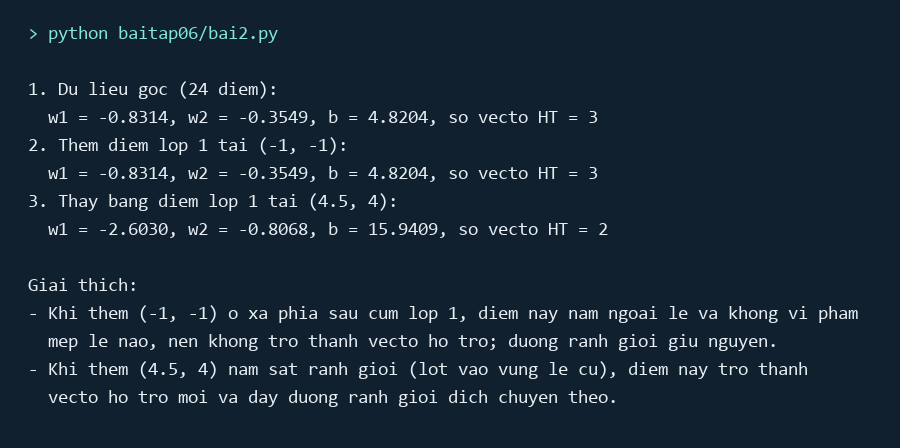 > python baitap06/bai2.py
1. Du lieu goc (24 diem):
w1 = -0.8314, w2 = -0.3549, b = 4.8204, so vecto HT = 3
2. Them diem lop 1 tai (-1, -1):
w1 = -0.8314, w2 = -0.3549, b = 4.8204, so vecto HT = 3
3. Thay bang diem lop 1 tai (4.5, 4):
w1 = -2.6030, w2 = -0.8068, b = 15.9409, so vecto HT = 2
Giai thich:
- Khi them (-1, -1) o xa phia sau cum lop 1, diem nay nam ngoai le va khong vi pham
mep le nao, nen khong tro thanh vecto ho tro; duong ranh gioi giu nguyen.
- Khi them (4.5, 4) nam sat ranh gioi (lot vao vung le cu), diem nay tro thanh
vecto ho tro moi va day duong ranh gioi dich chuyen theo.